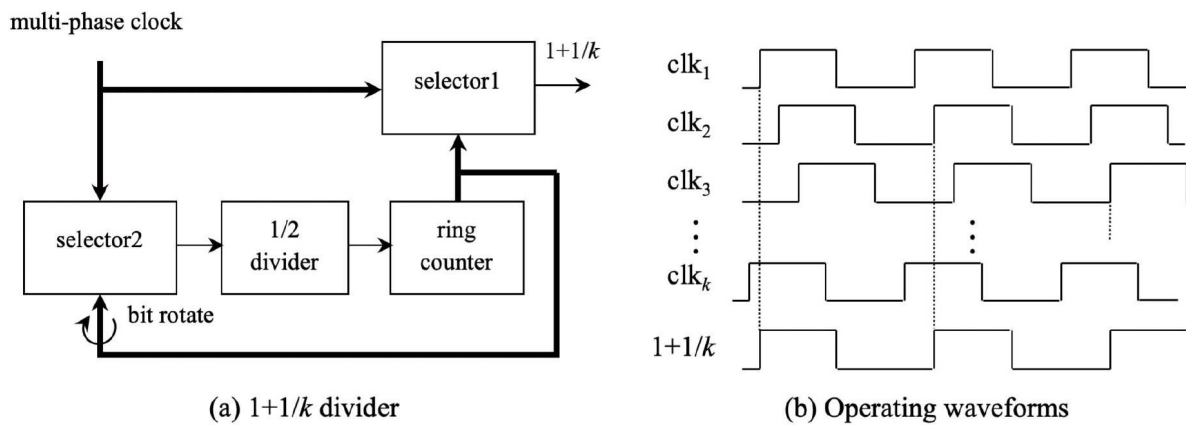 multi-phase clock
selector1
1+1/k
selector2
1/2
divider
ring
counter
bit rotate
(a) 1+1/k divider
clk₁
clk₂
clk₃
clkₖ
1+1/k
(b) Operating waveforms